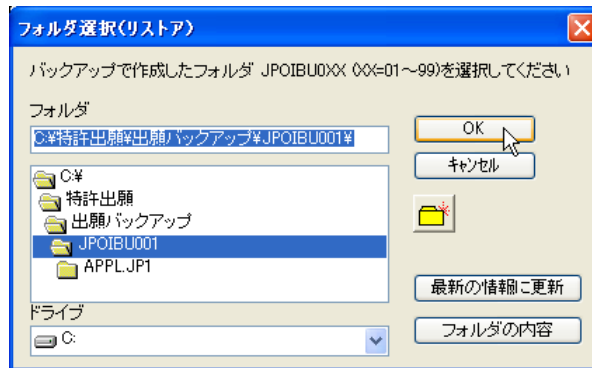 フォルダ選択(リストア)
バックアップで作成したフォルダ JPOIBU0XX (XX=01～99)を選択してください
フォルダ
C:¥特許出願¥出願バックアップ¥JPOIBU001¥
OK
キャンセル
C:¥
特許出願
出願バックアップ
JPOIBU001
APPL.JP1
最新の情報に更新
ドライブ
C:
フォルダの内容